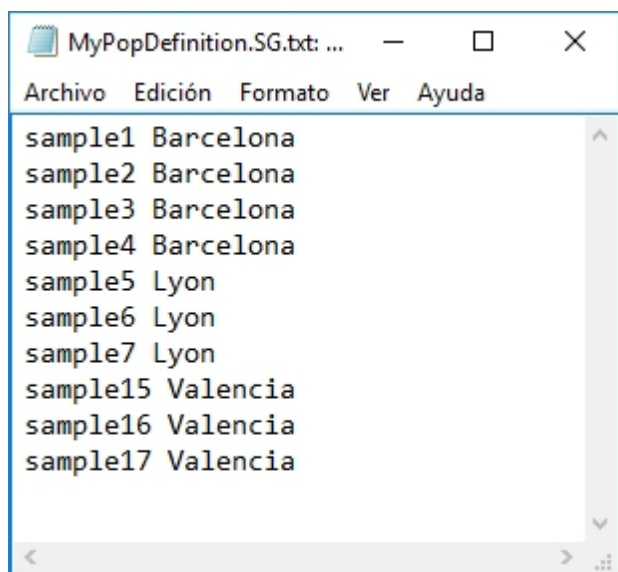 MyPopDefinition.SG.txt: ...
Archivo Edición Formato Ver Ayuda
sample1 Barcelona
sample2 Barcelona
sample3 Barcelona
sample4 Barcelona
sample5 Lyon
sample6 Lyon
sample7 Lyon
sample15 Valencia
sample16 Valencia
sample17 Valencia